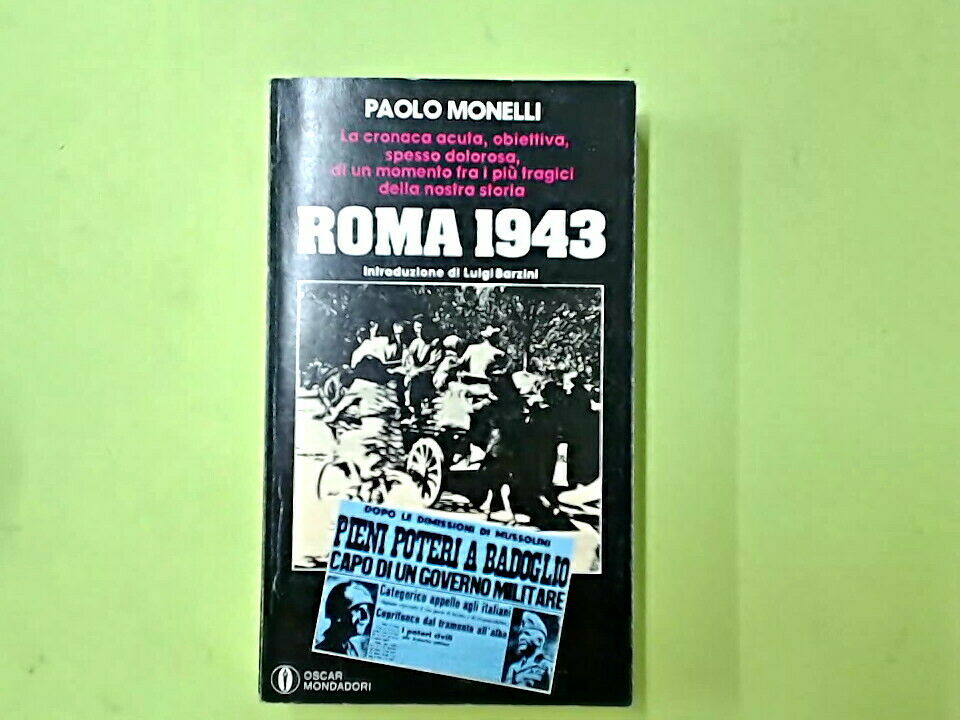 PAOLO MONELLI
La cronaca acuta, obiettiva,
spesso dolorosa,
di un momento fra i più tragici
della nostra storia
ROMA 1943
Introduzione di Luigi Barzini
DOPO LE DIMISSIONI DI MUSSOLINI
PIENI POTERI A BADOGLIO
CAPO DI UN GOVERNO MILITARE
Categorico appello agli italiani
Coprifuoco dal tramonto all'alba
I poteri civili
OSCAR
MONDADORI